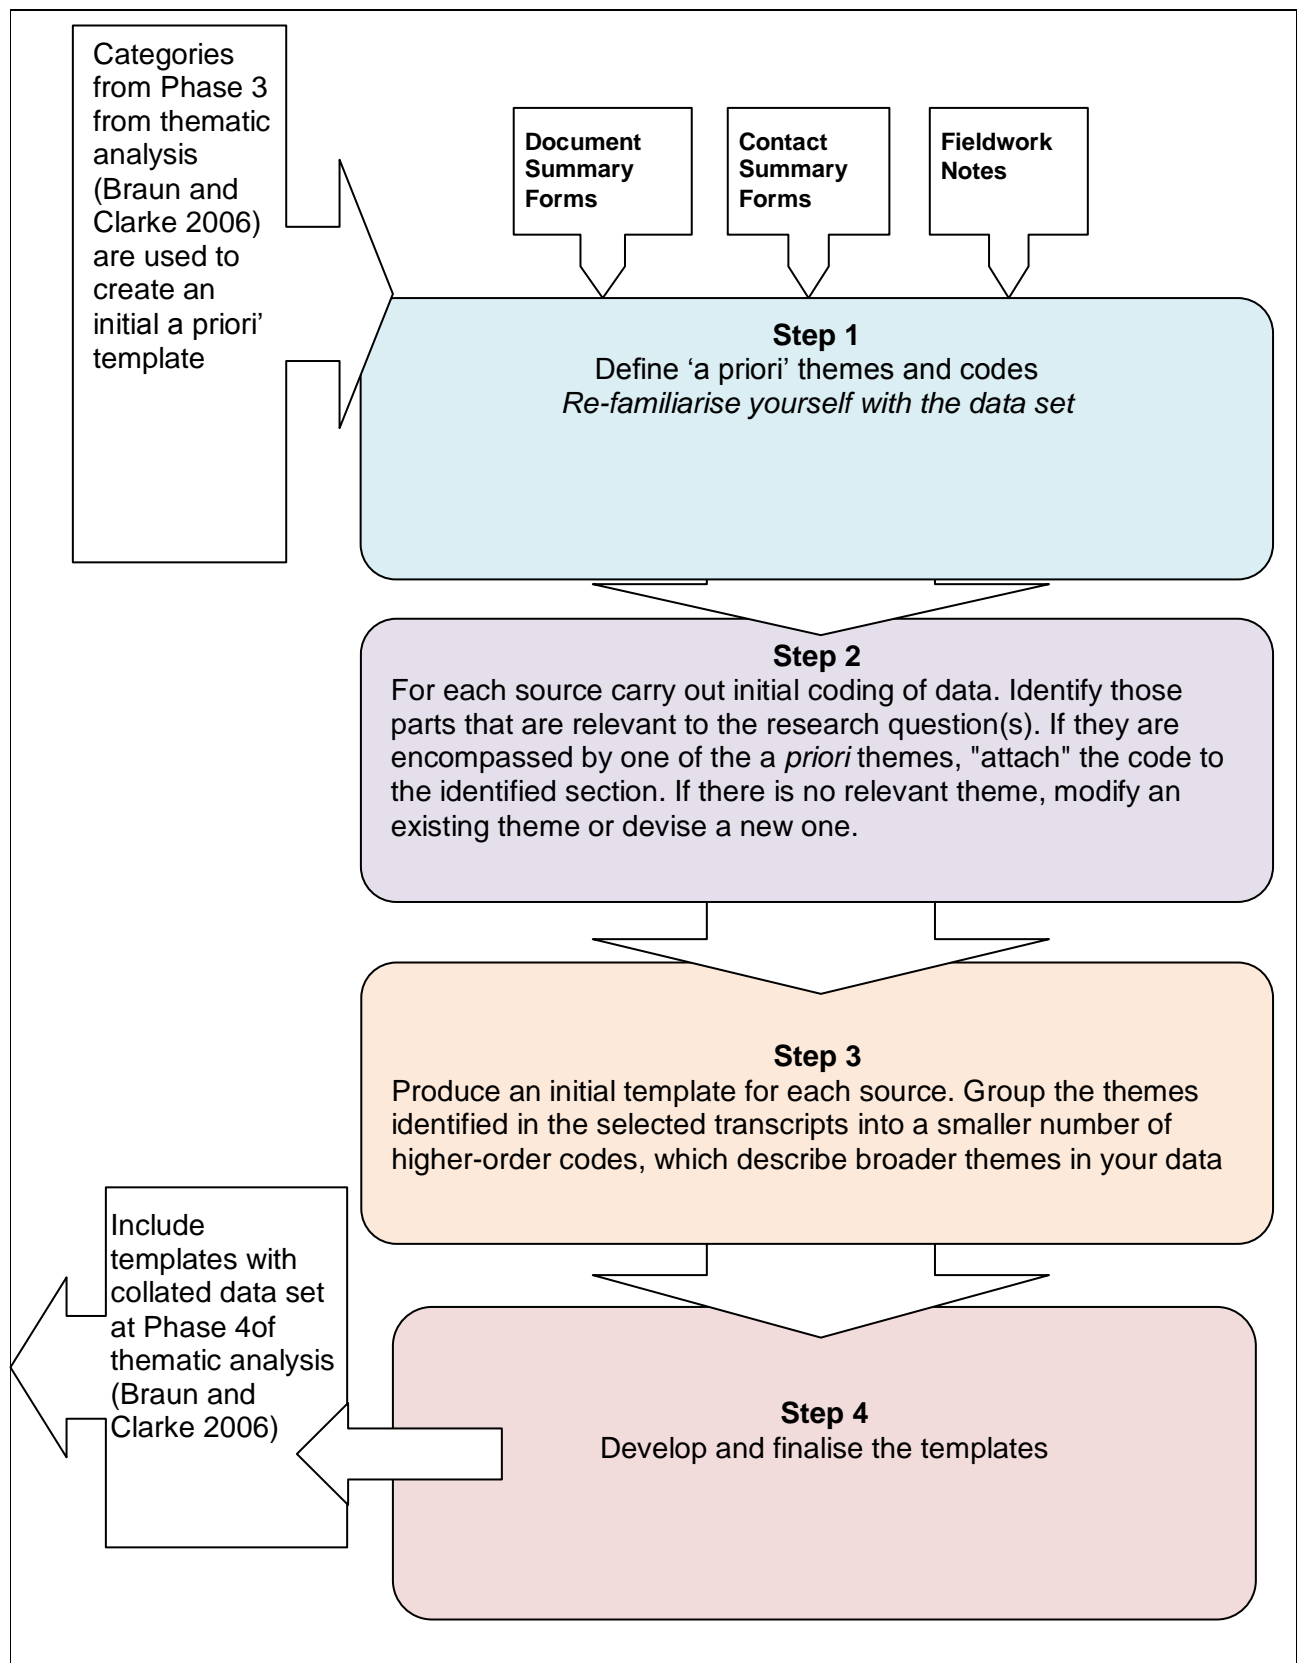 Categories
from Phase 3
from thematic
analysis
(Braun and
Clarke 2006)
are used to
create an
initial a priori’
template
Document
Summary
Forms
Contact
Summary
Forms
Fieldwork
Notes
Step 1
Define ‘a priori’ themes and codes
Re-familiarise yourself with the data set
Step 2
For each source carry out initial coding of data. Identify those
parts that are relevant to the research question(s). If they are
encompassed by one of the a priori themes, "attach" the code to
the identified section. If there is no relevant theme, modify an
existing theme or devise a new one.
Step 3
Produce an initial template for each source. Group the themes
identified in the selected transcripts into a smaller number of
higher-order codes, which describe broader themes in your data
Include
templates with
collated data set
at Phase 4of
thematic analysis
(Braun and
Clarke 2006)
Step 4
Develop and finalise the templates